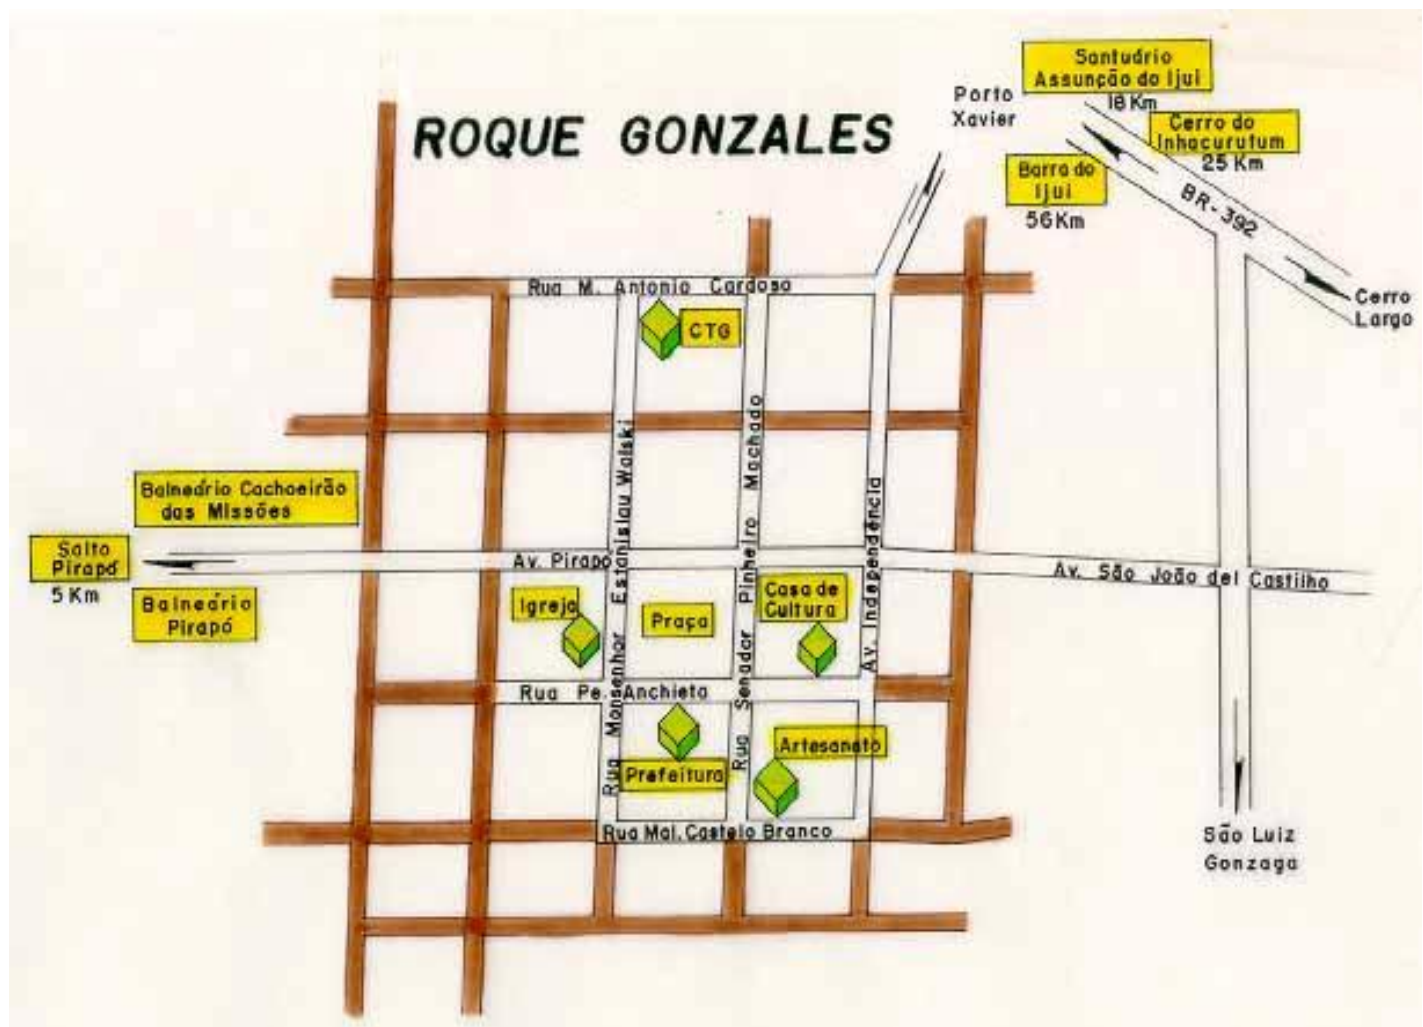 ROQUE GONZALES
Santuário
Assunção do Ijui
18 Km
Porto
Xavier
Cerro do
Inhacurutum
25 Km
Barra do
Ijui
56 Km
BR-392
Cerro
Largo
Rua M. Antonio Cardoso
CTG
Balneário Cachoeirão
das Missões
Salto
Pirapó
5 Km
Balneário
Pirapó
Av. Pirapó
Av. São João del Castilho
Rua Monsenhor Estanislau Walski
Rua Senador Pinheiro Machado
Av. Independência
Igreja
Praça
Casa de
Cultura
Rua Pe. Anchieta
Prefeitura
Artesanato
Rua Mal. Castelo Branco
São Luiz
Gonzaga